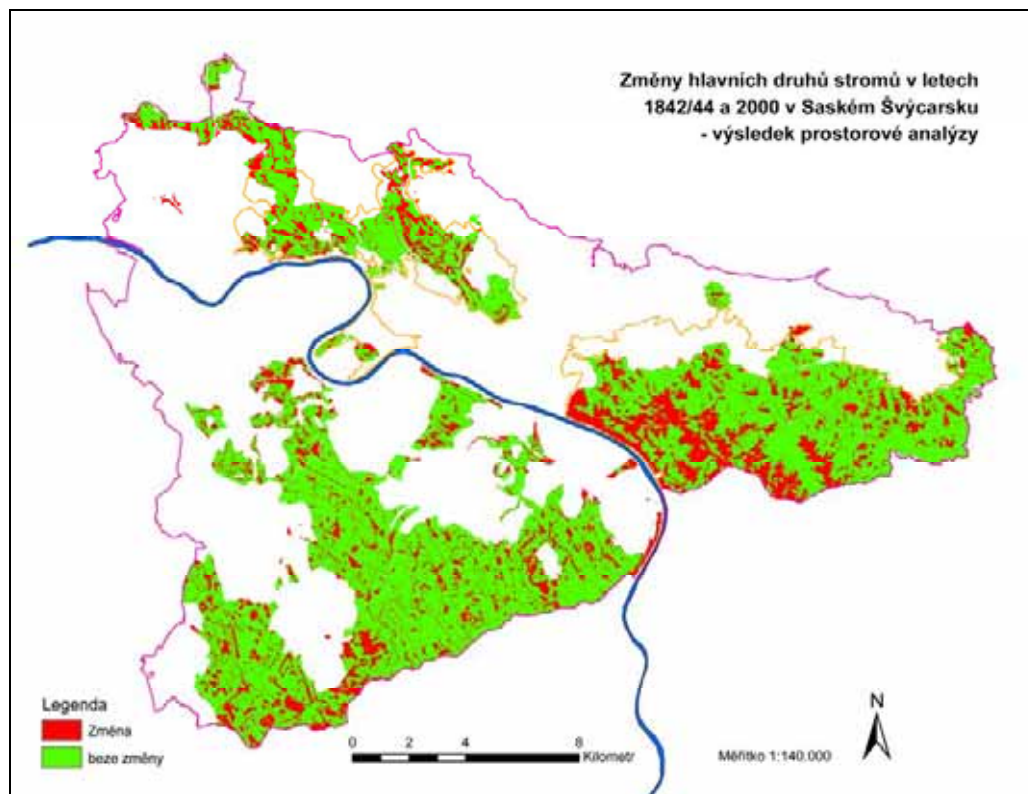 Změny hlavních druhů stromů v letech
1842/44 a 2000 v Saském Švýcarsku
- výsledek prostorové analýzy
Legenda
Změna
beze změny
0 2 4 8
Kilometr
Měřítko 1:140.000
N